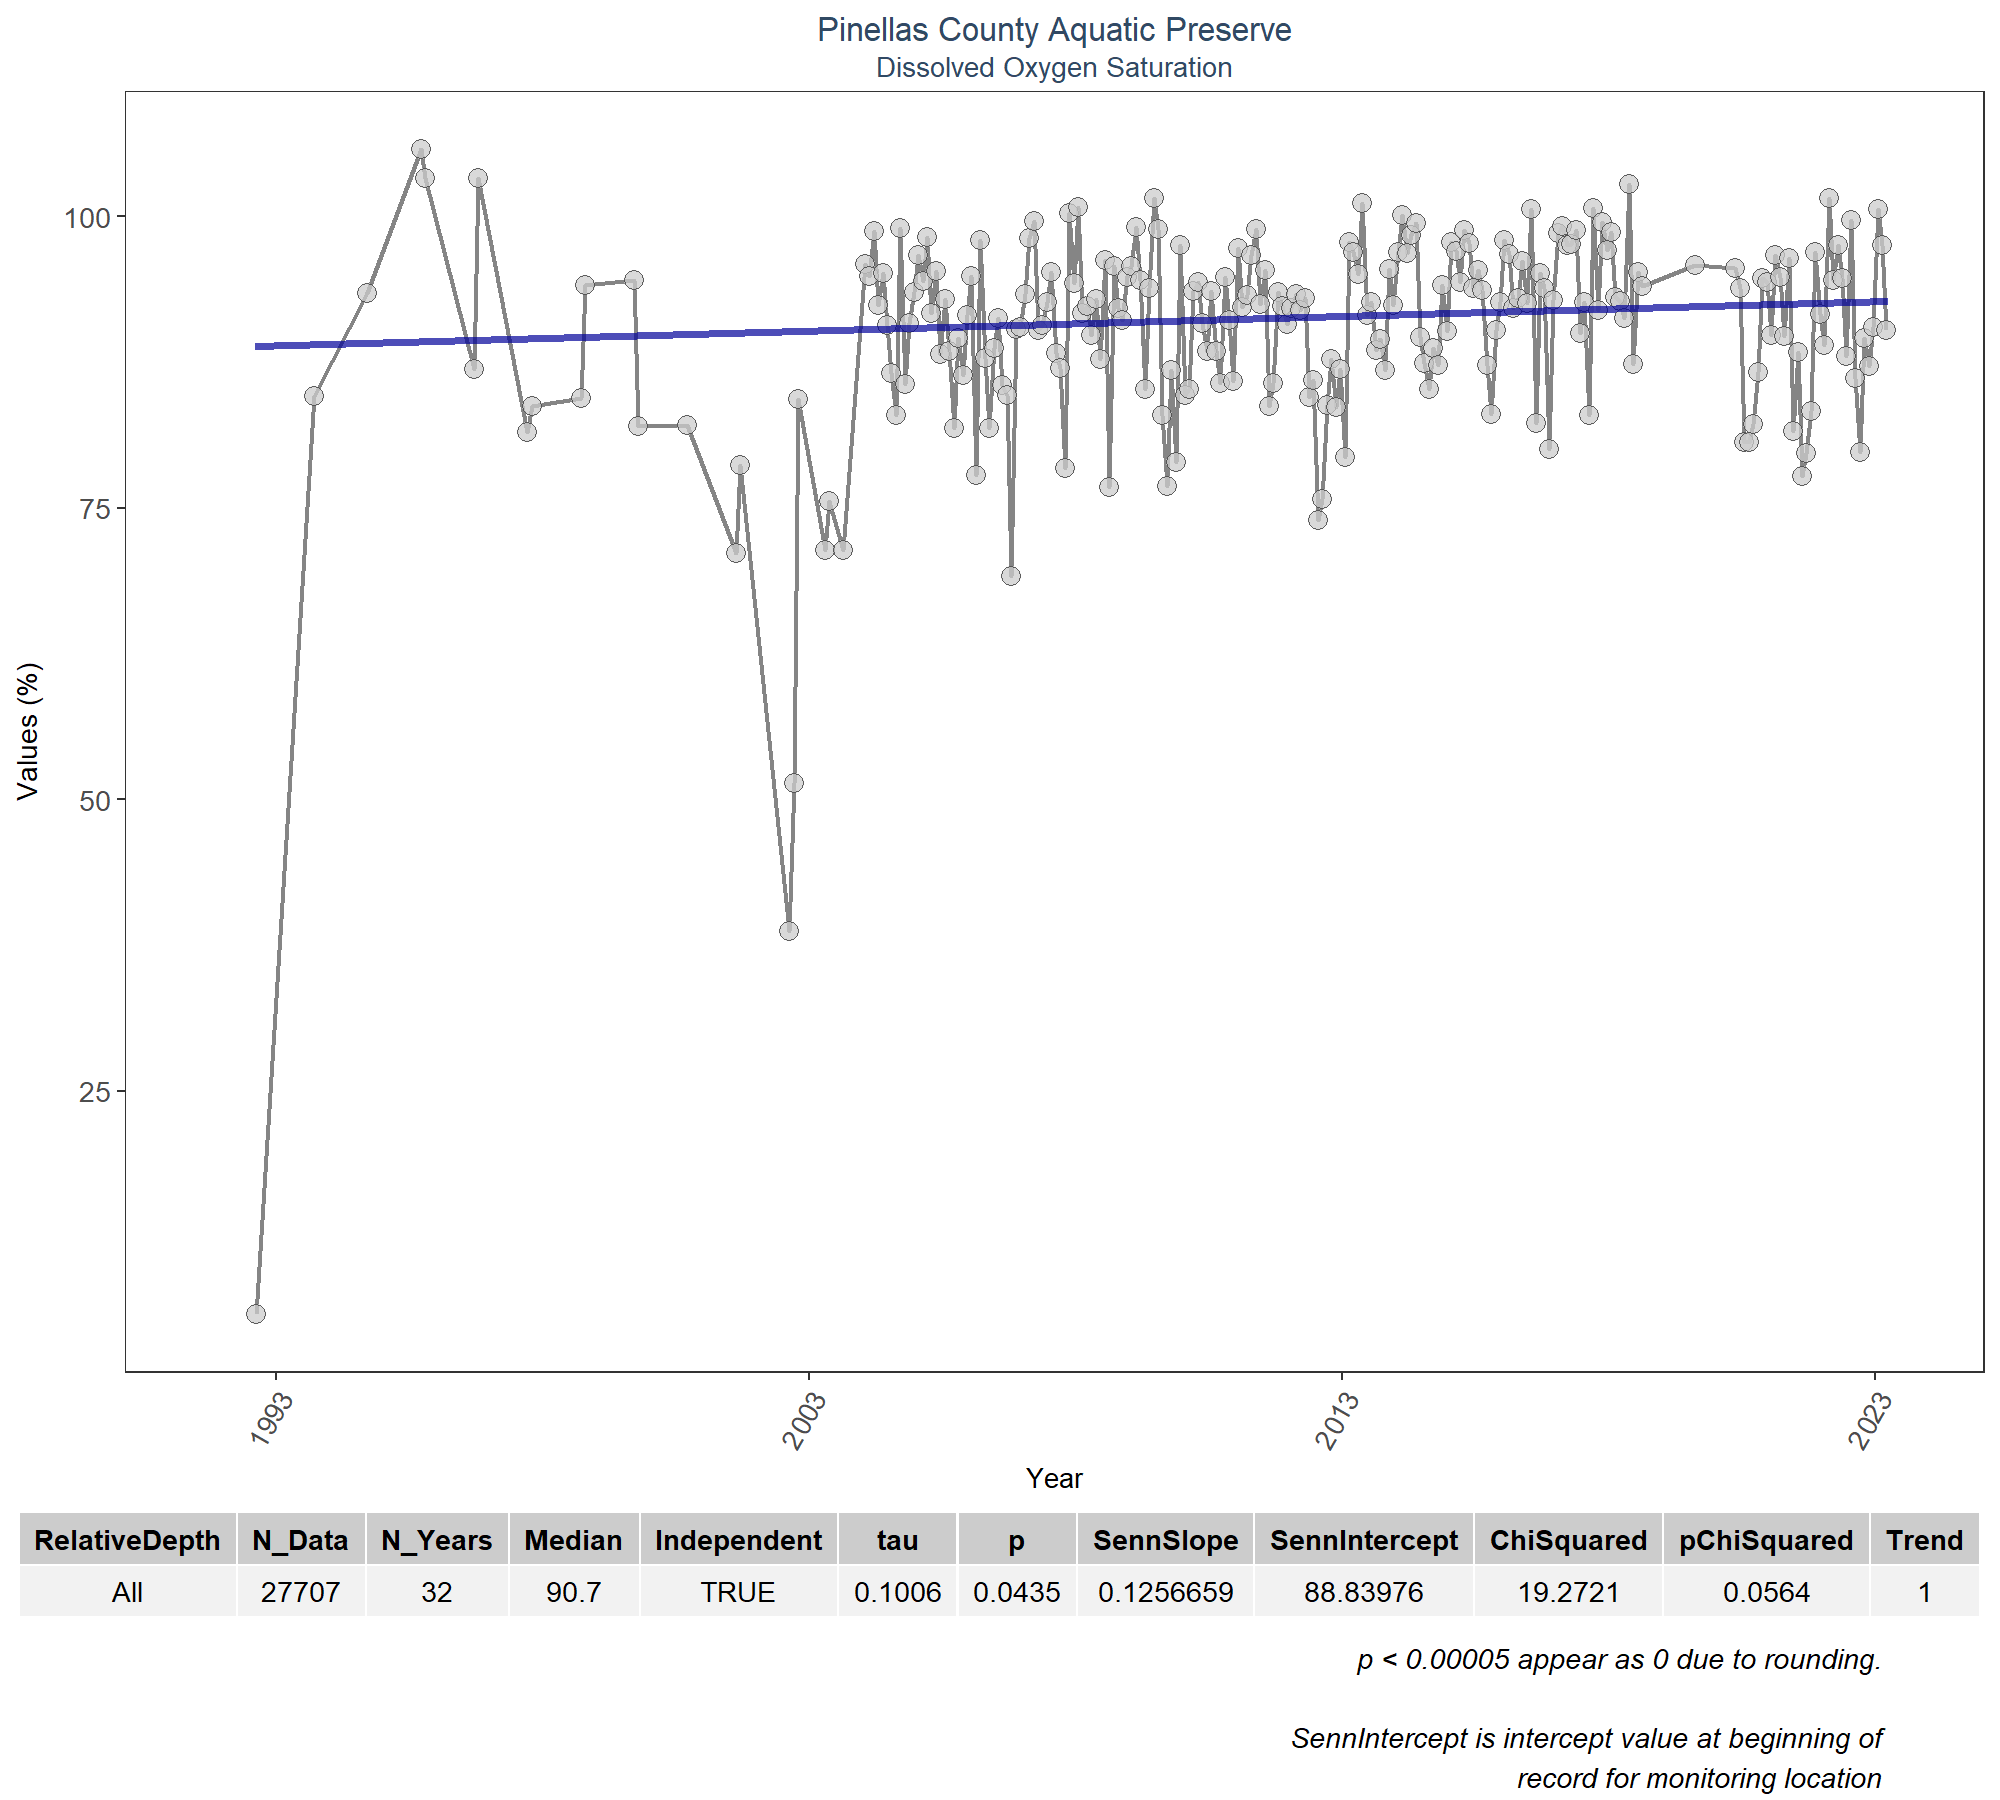 Pinellas County Aquatic Preserve
Dissolved Oxygen Saturation
Values (%)
100
75
50
25
1993 2003 2013 2023
Year
RelativeDepth N_Data N_Years Median Independent tau p SennSlope SennIntercept ChiSquared pChiSquared Trend
All 27707 32 90.7 TRUE 0.1006 0.0435 0.1256659 88.83976 19.2721 0.0564 1
p < 0.00005 appear as 0 due to rounding.
SennIntercept is intercept value at beginning of
record for monitoring location